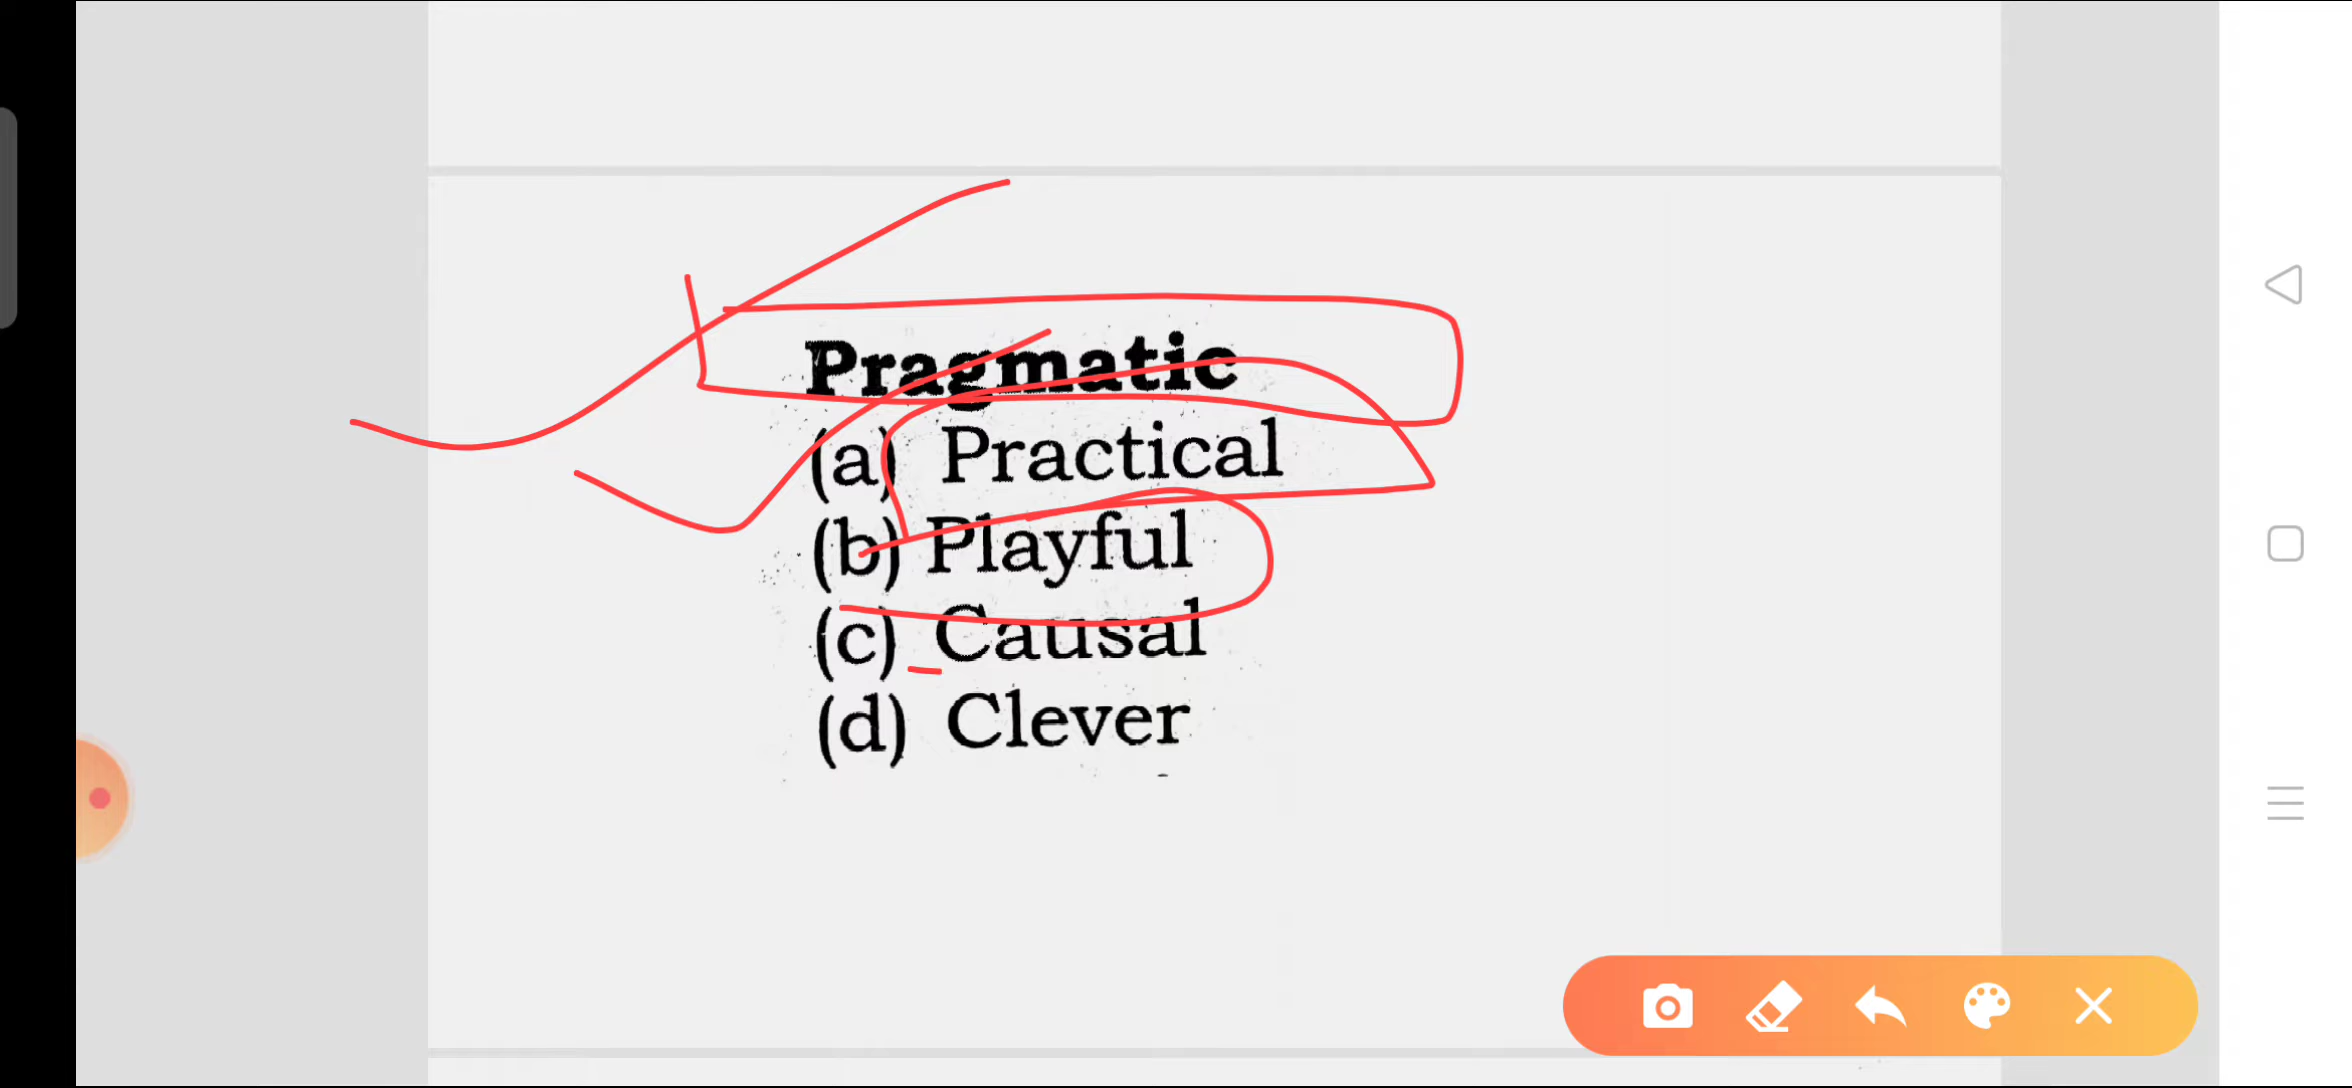 Pragmatic
(a) Practical
(b) Playful
(c) Causal
(d) Clever